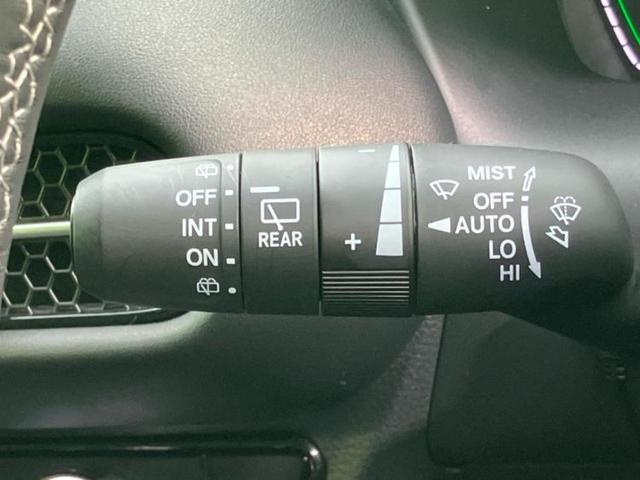 OFF
INT
ON
REAR
− 
+
MIST
OFF
AUTO
LO
HI